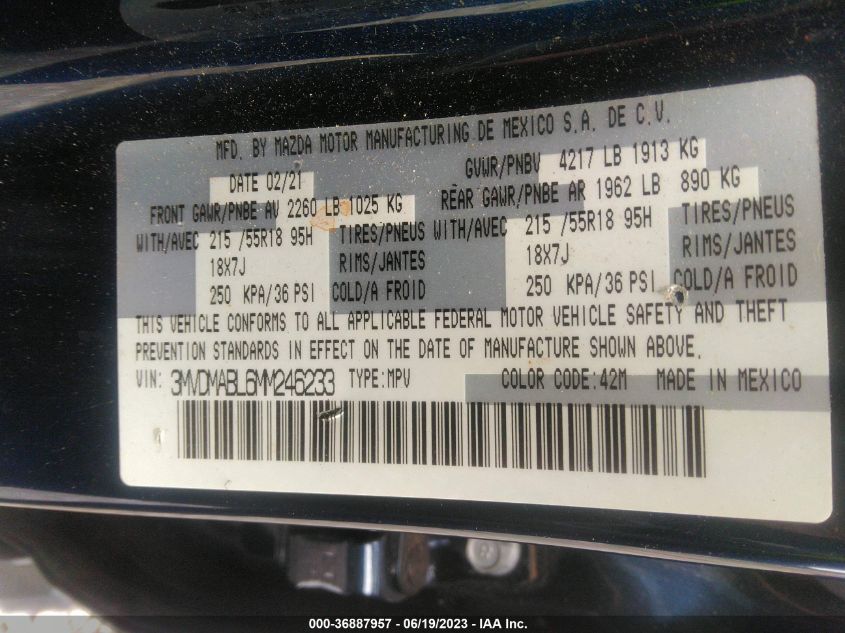 MFD. BY MAZDA MOTOR MANUFACTURING DE MEXICO S.A. DE C.V.
DATE 02/21 GVWR/PNBV 4217 LB 1913 KG
FRONT GAWR/PNBE AV 2260 LB 1025 KG REAR GAWR/PNBE AR 1962 LB 890 KG
WITH/AVEC 215 /55R18 95H TIRES/PNEUS WITH/AVEC 215 /55R18 95H TIRES/PNEUS
18X7J RIMS/JANTES 18X7J RIMS/JANTES
250 KPA/36 PSI COLD/A FROID 250 KPA/36 PSI COLD/A FROID
THIS VEHICLE CONFORMS TO ALL APPLICABLE FEDERAL MOTOR VEHICLE SAFETY AND THEFT
PREVENTION STANDARDS IN EFFECT ON THE DATE OF MANUFACTURE SHOWN ABOVE.
VIN: 3MVDMABL6MM246233 TYPE:MPV COLOR CODE:42M MADE IN MEXICO
000-36887957 - 06/19/2023 - IAA Inc.